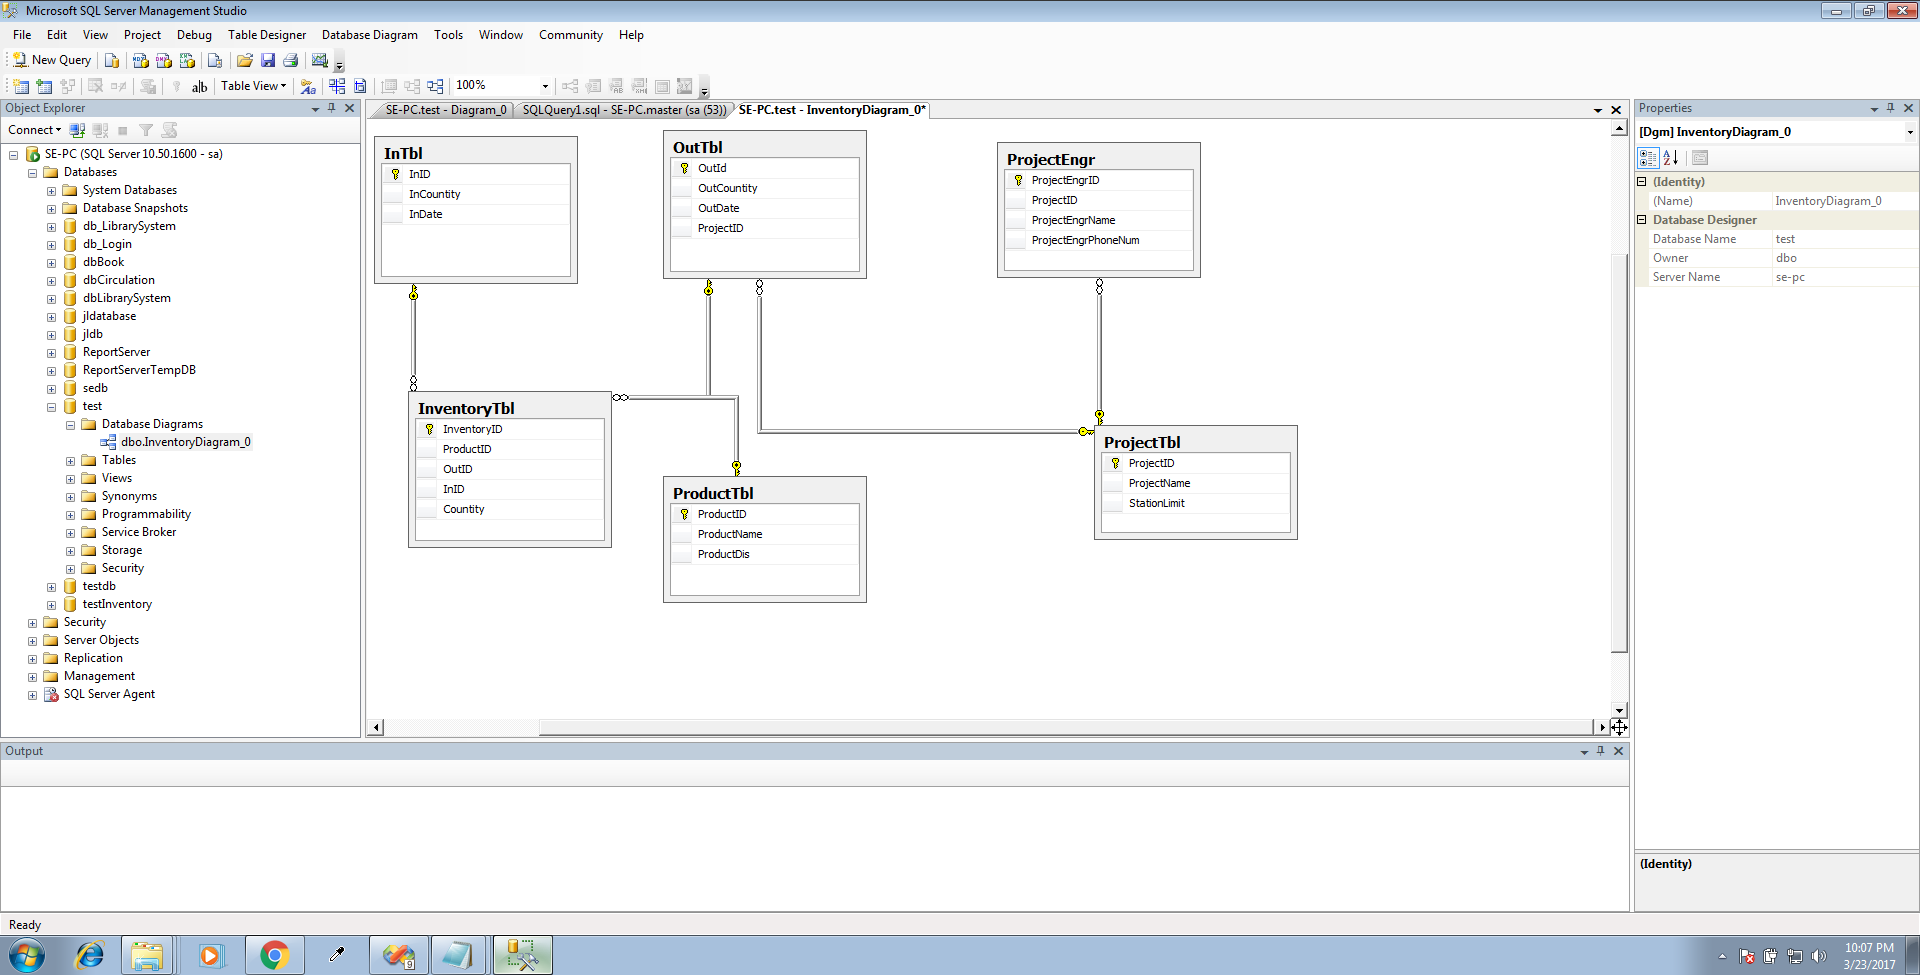 Microsoft SQL Server Management Studio
File Edit View Project Debug Table Designer Database Diagram Tools Window Community Help
New Query
ab| Table View 100%
Object Explorer
Connect
SE-PC (SQL Server 10.50.1600 - sa)
Databases
System Databases
Database Snapshots
db_LibrarySystem
db_Login
dbBook
dbCirculation
dbLibrarySystem
jldatabase
jldb
ReportServer
ReportServerTempDB
sedb
test
Database Diagrams
dbo.InventoryDiagram_0
Tables
Views
Synonyms
Programmability
Service Broker
Storage
Security
testdb
testInventory
Security
Server Objects
Replication
Management
SQL Server Agent
SE-PC.test - Diagram_0 SQLQuery1.sql - SE-PC.master (sa (53)) SE-PC.test - InventoryDiagram_0*
InTbl
InID
InCountity
InDate
OutTbl
OutId
OutCountity
OutDate
ProjectID
ProjectEngr
ProjectEngrID
ProjectID
ProjectEngrName
ProjectEngrPhoneNum
InventoryTbl
InventoryID
ProductID
OutID
InID
Countity
ProductTbl
ProductID
ProductName
ProductDis
ProjectTbl
ProjectID
ProjectName
StationLimit
Properties
[Dgm] InventoryDiagram_0
(Identity)
(Name) InventoryDiagram_0
Database Designer
Database Name test
Owner dbo
Server Name se-pc
(Identity)
Output
Ready
9
10:07 PM
3/23/2017